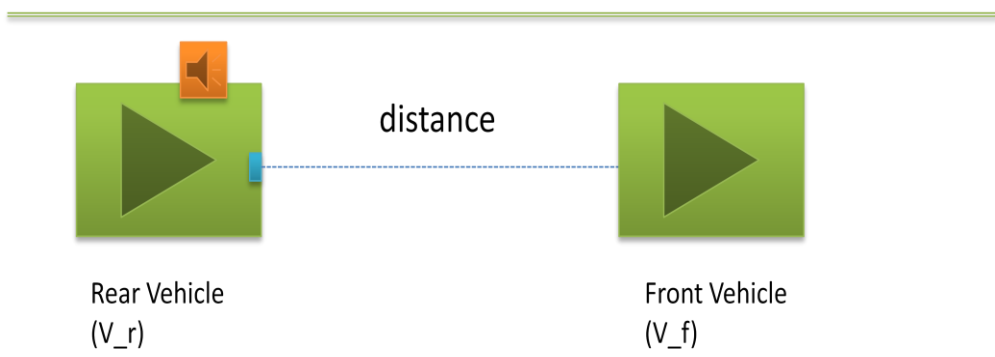 distance
Rear Vehicle
(V_r)
Front Vehicle
(V_f)